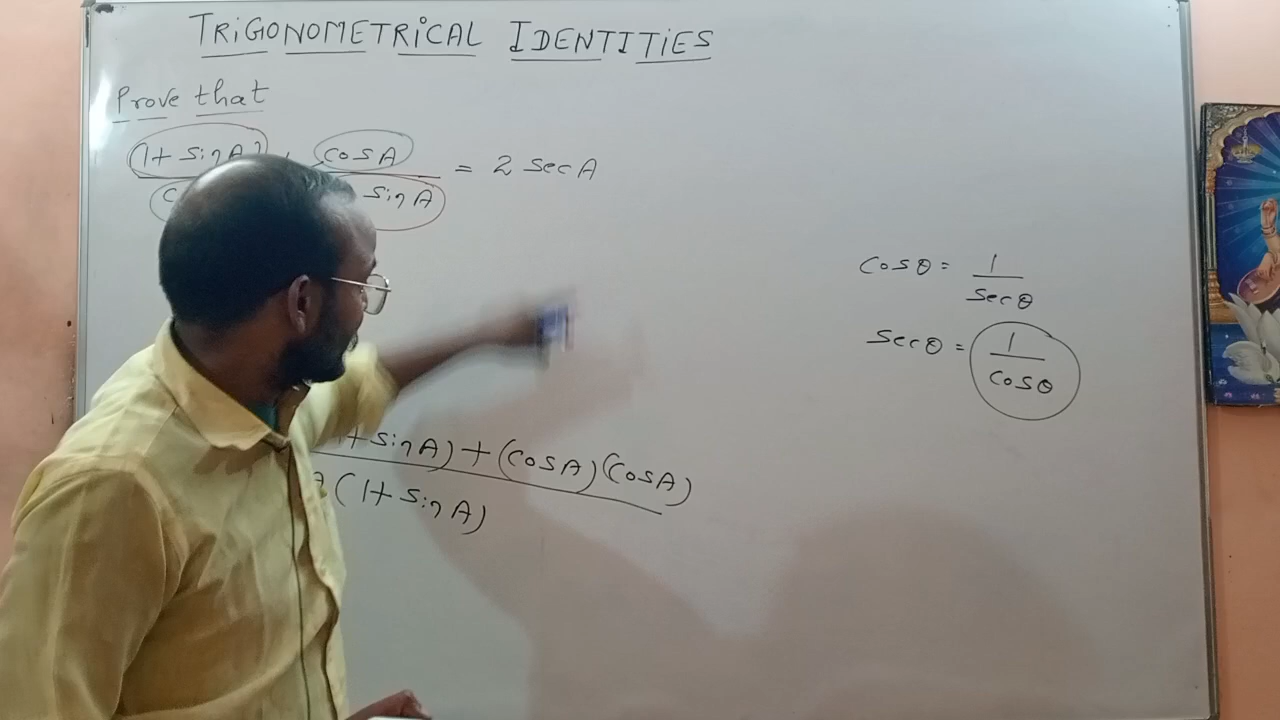 TRIGONOMETRICAL IDENTITIES
Prove that
(1+ sinA) cosA
sinA = 2 secA
cosθ = 1
secθ
secθ = 1
cosθ
1+ sinA) + (cosA)(cosA)
(1+ sinA)